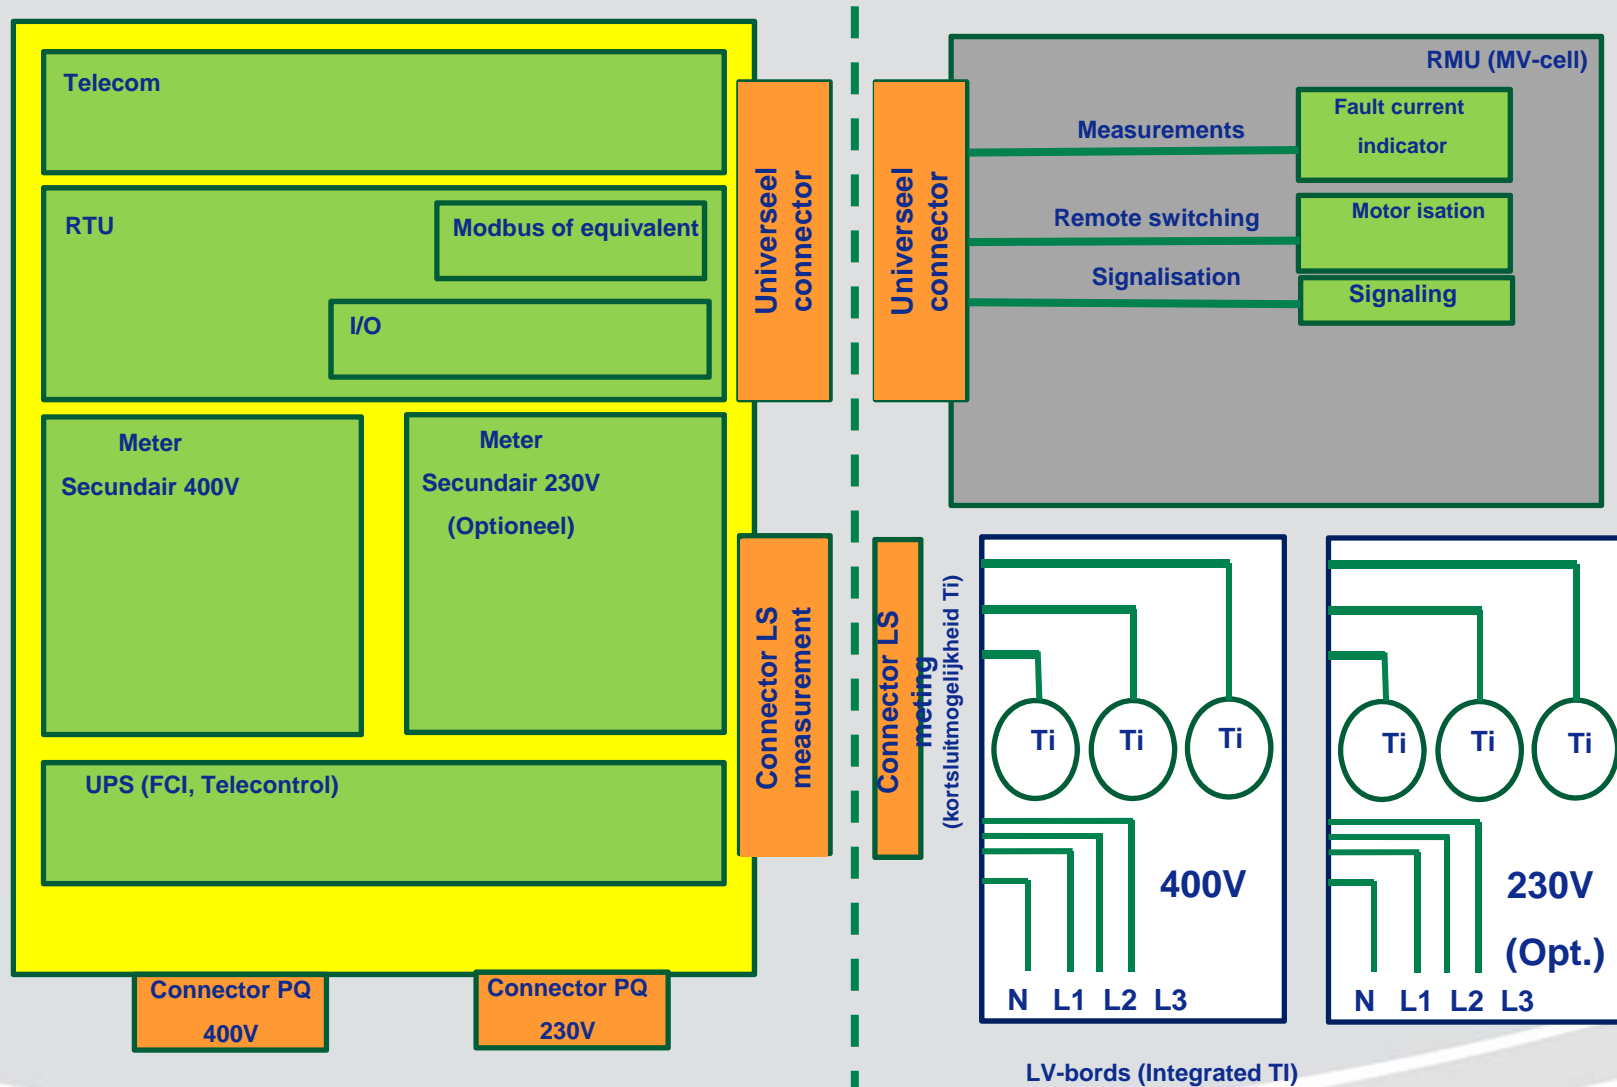 Telecom
RTU
Modbus of equivalent
I/O
Meter
Secundair 400V
Meter
Secundair 230V
(Optioneel)
UPS (FCI, Telecontrol)
Connector PQ
400V
Connector PQ
230V
Universeel
connector
Connector LS
measurement
Universeel
connector
Connector LS
meting
(kortsluitmogelijkheid Ti)
RMU (MV-cell)
Measurements
Fault current
indicator
Remote switching
Motor isation
Signalisation
Signaling
Ti Ti Ti
400V
N L1 L2 L3
Ti Ti Ti
230V
(Opt.)
N L1 L2 L3
LV-bords (Integrated TI)